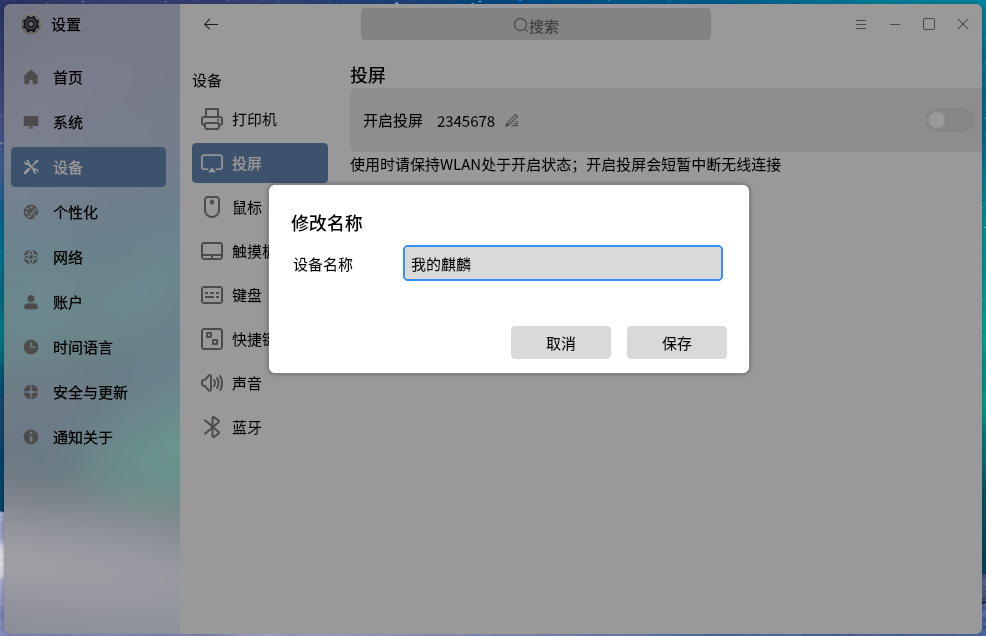 设置
搜索
首页
系统
设备
个性化
网络
账户
时间语言
安全与更新
通知关于
设备
打印机
投屏
鼠标
触摸
键盘
快捷
声音
蓝牙
投屏
开启投屏 2345678
使用时请保持WLAN处于开启状态；开启投屏会短暂中断无线连接
修改名称
设备名称 我的麒麟
取消 保存